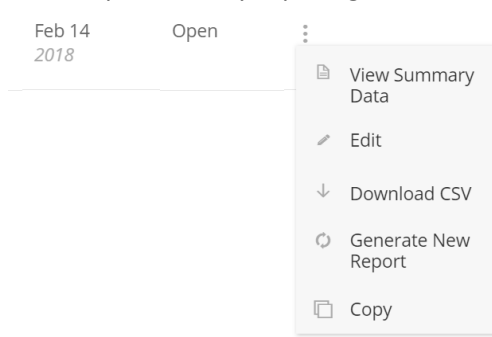 Feb 14
2018
Open
View Summary
Data
Edit
Download CSV
Generate New
Report
Copy